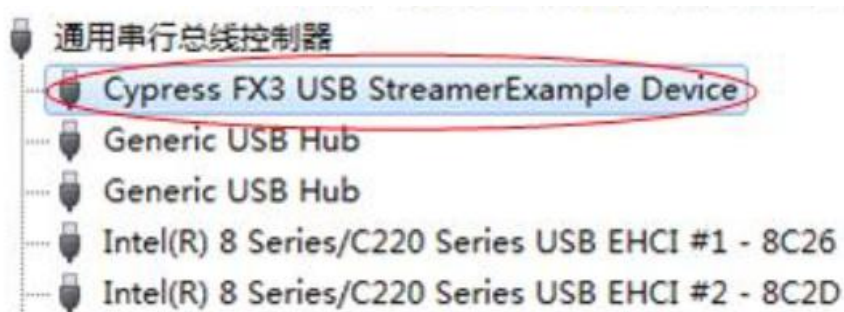 通用串行总线控制器
Cypress FX3 USB StreamerExample Device
Generic USB Hub
Generic USB Hub
Intel(R) 8 Series/C220 Series USB EHCI #1 - 8C26
Intel(R) 8 Series/C220 Series USB EHCI #2 - 8C2D